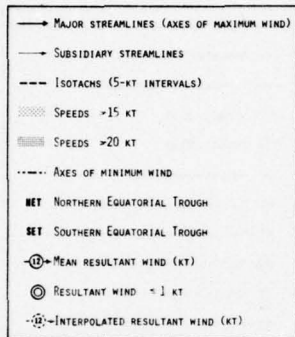 MAJOR STREAMLINES (AXES OF MAXIMUM WIND)
SUBSIDIARY STREAMLINES
ISOTACHS (5-KT INTERVALS)
SPEEDS >15 KT
SPEEDS >20 KT
AXES OF MINIMUM WIND
NET NORTHERN EQUATORIAL TROUGH
SET SOUTHERN EQUATORIAL TROUGH
12 MEAN RESULTANT WIND (KT)
RESULTANT WIND ≤1 KT
12 INTERPOLATED RESULTANT WIND (KT)